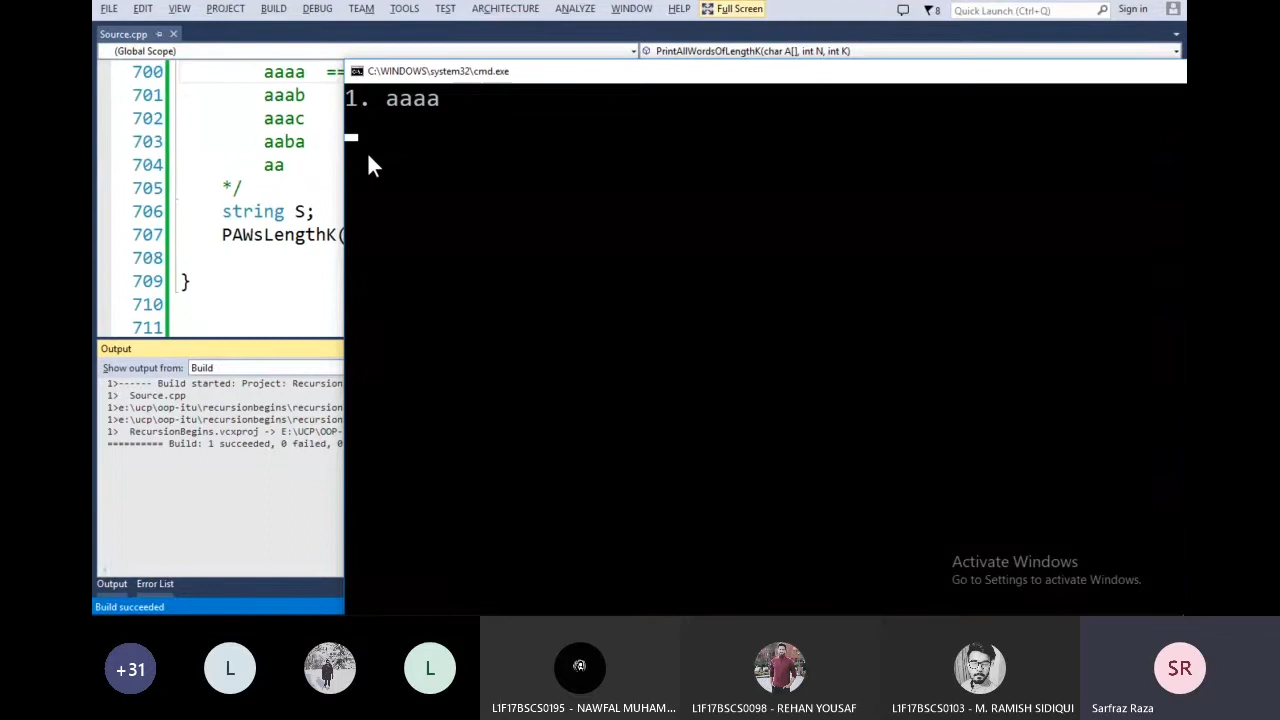 FILE EDIT VIEW PROJECT BUILD DEBUG TEAM TOOLS TEST ARCHITECTURE ANALYZE WINDOW HELP Full Screen 8 Quick Launch (Ctrl+Q) Sign in
Source.cpp
(Global Scope) PrintAllWordsOfLengthK(char A[], int N, int K)
C:\WINDOWS\system32\cmd.exe
700 aaaa ==
701 aaab
702 aaac
703 aaba
704 aa
705 */
706 string S;
707 PAWsLengthK(
708
709 }
710
711
1. aaaa
Output
Show output from: Build
1>------ Build started: Project: Recursion
1> Source.cpp
1>e:\ucp\oop-itu\recursionbegins\recursion
1>e:\ucp\oop-itu\recursionbegins\recursion
1> RecursionBegins.vcxproj -> E:\UCP\OOP-
========== Build: 1 succeeded, 0 failed, 0
Output Error List
Build succeeded
Activate Windows
Go to Settings to activate Windows.
+31 L L SR
L1F17BSCS0195 - NAWFAL MUHAM... L1F17BSCS0098 - REHAN YOUSAF L1F17BSCS0103 - M. RAMISH SIDIQUI Sarfraz Raza